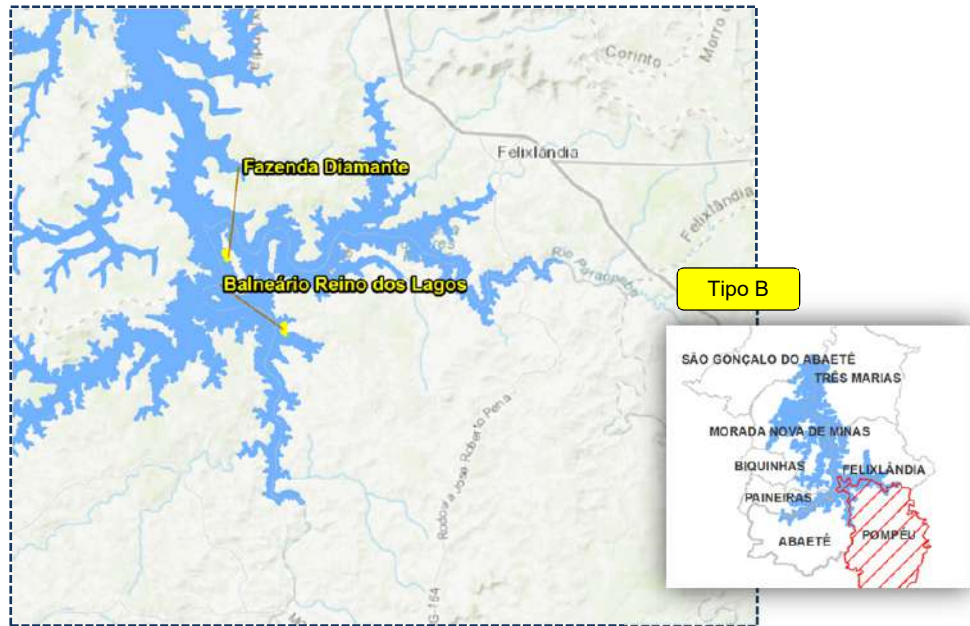 Corinto
Morro
Felixlândia
Fazenda Diamante
Felixlândia
Balneário Reino dos Lagos
Rio Paraopeba
Tipo B
SÃO GONÇALO DO ABAETÉ
TRÊS MARIAS
MORADA NOVA DE MINAS
BIQUINHAS
FELIXLÂNDIA
PAINEIRAS
ABAETÉ
POMPÉU
Rodovia José Roberto Pena